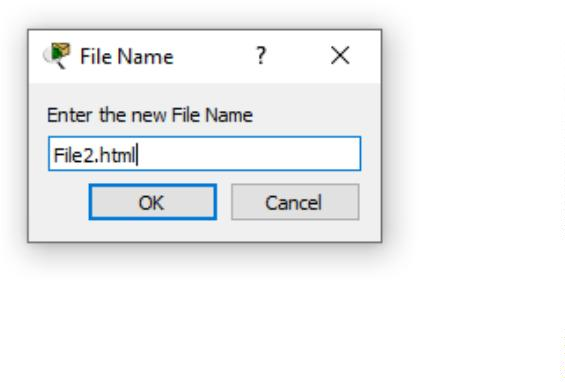 File Name ?
Enter the new File Name
File2.html
OK Cancel